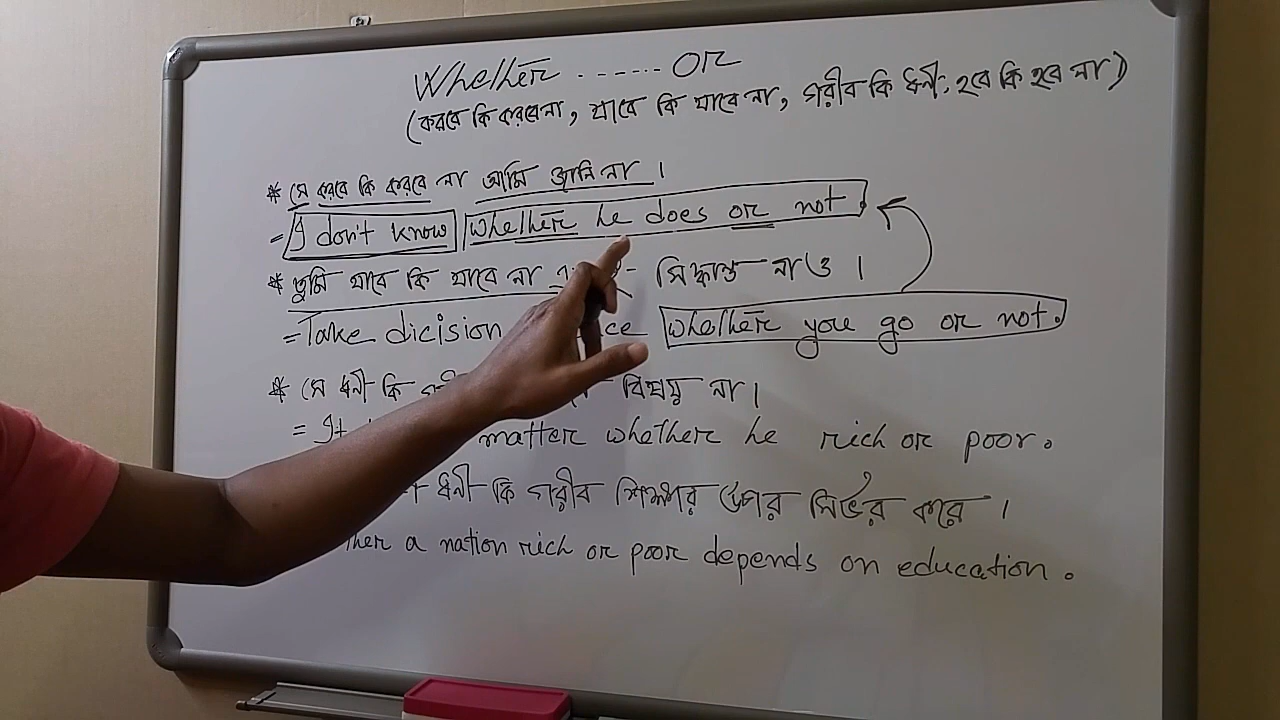 Whether ...... or
(করবে কি করবেনা, যাবে কি যাবে না, গরীব কি ধনী, হবে কি হবে না)
* সে করবে কি করবে না আমি জানি না ।
= I don't know whether he does or not.
* তুমি যাবে কি যাবে না সিদ্ধান্ত নাও ।
= Take dicision whether you go or not.
* সে ধনী কি বিষয় না ।
= It matter whether he rich or poor.
ধনী কি গরীব শিক্ষার উপর নির্ভর করে ।
a nation rich or poor depends on education.